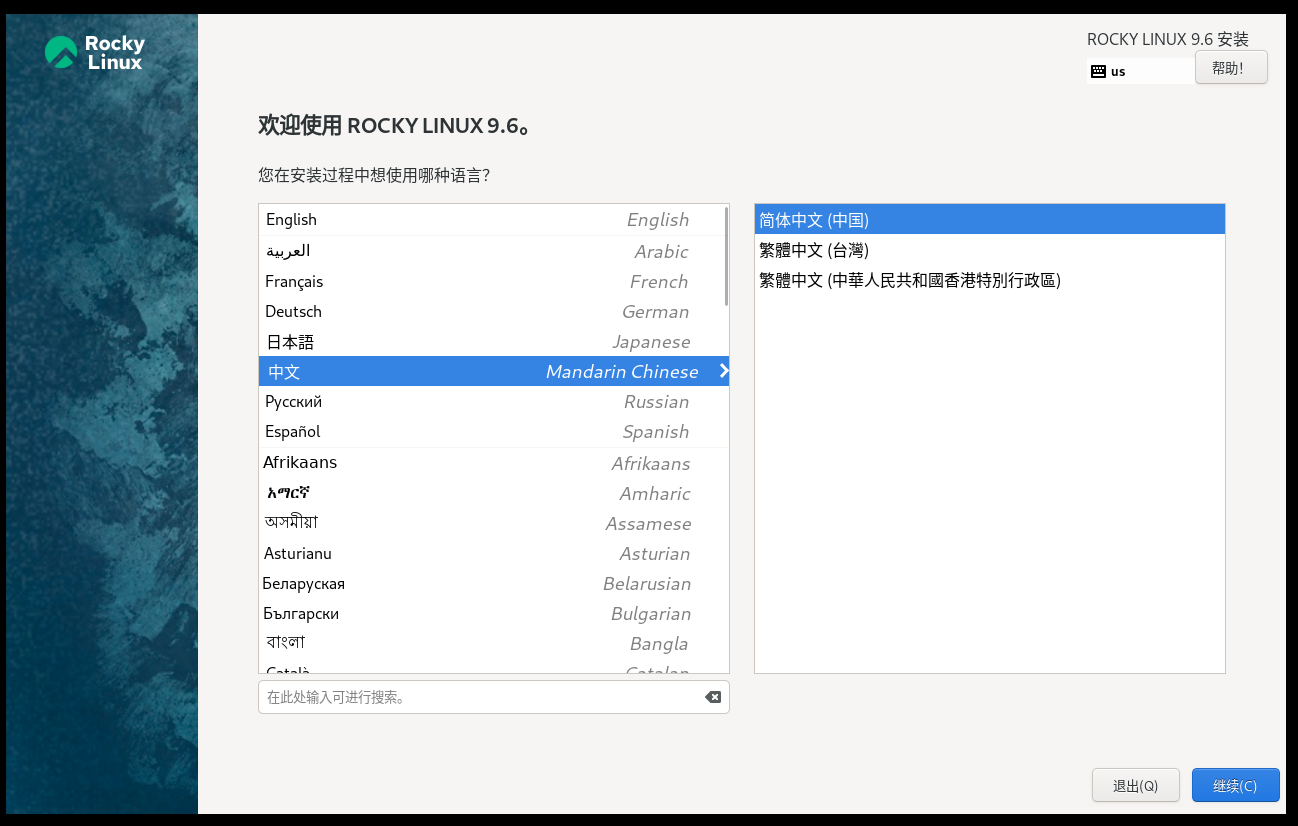 Rocky
Linux
ROCKY LINUX 9.6 安装
us
帮助!
欢迎使用 ROCKY LINUX 9.6。
您在安装过程中想使用哪种语言?
English English
العربية Arabic
Français French
Deutsch German
日本語 Japanese
中文 Mandarin Chinese
Русский Russian
Español Spanish
Afrikaans Afrikaans
አማርኛ Amharic
অসমীয়া Assamese
Asturianu Asturian
Беларуская Belarusian
Български Bulgarian
বাংলা Bangla
Català Catalan
简体中文 (中国)
繁體中文 (台灣)
繁體中文 (中華人民共和國香港特別行政區)
在此处输入可进行搜索。
退出(Q)
继续(C)